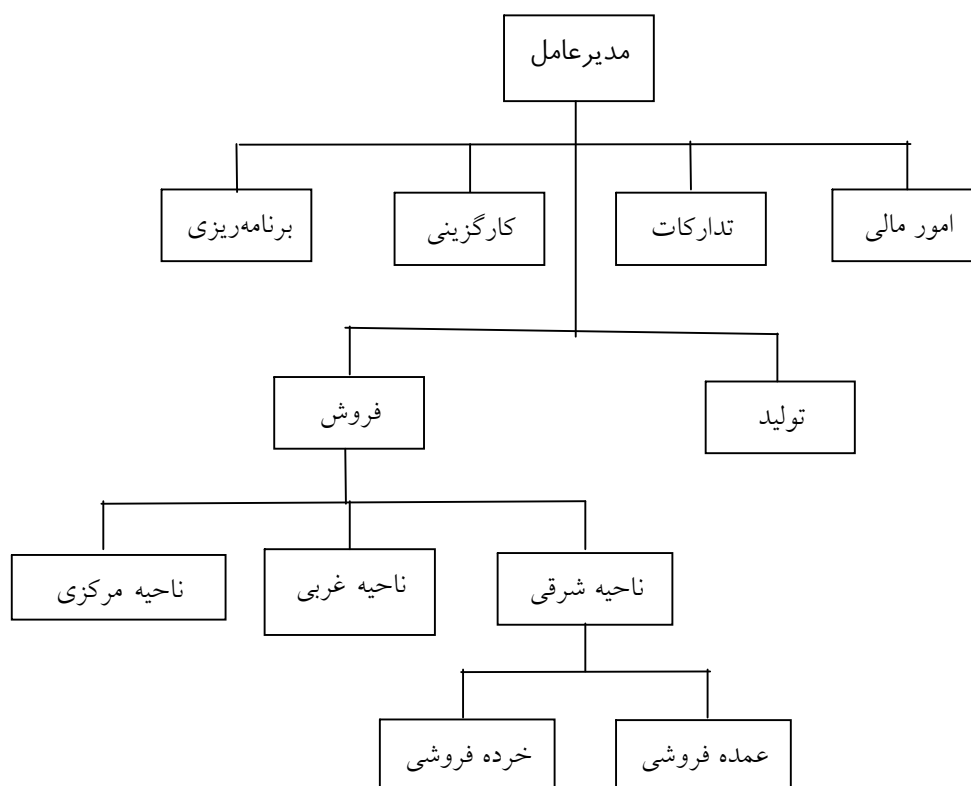 مدیرعامل
امور مالی
تدارکات
کارگزینی
برنامه‌ریزی
تولید
فروش
ناحیه شرقی
ناحیه غربی
ناحیه مرکزی
عمده فروشی
خرده فروشی